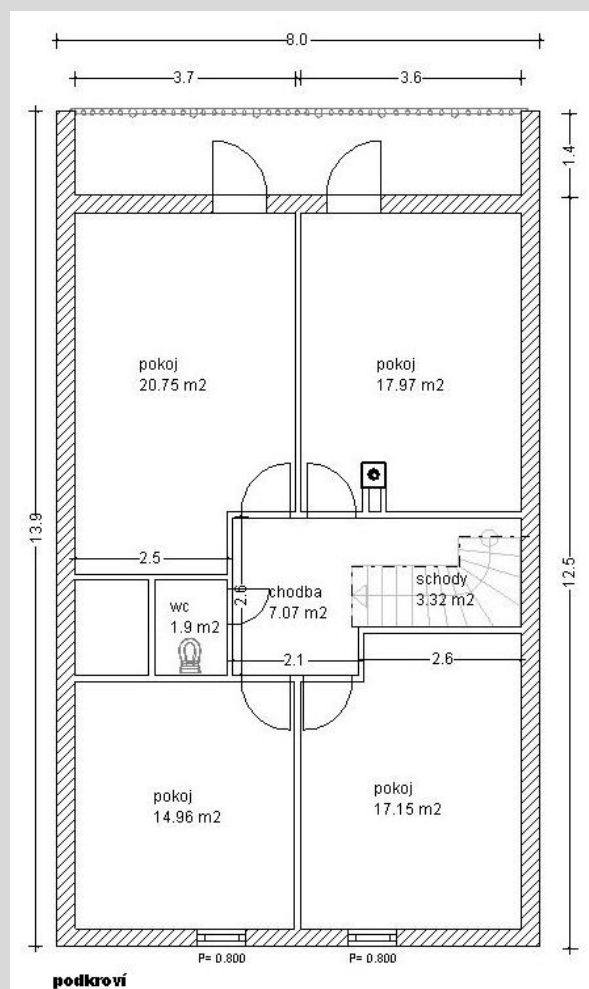 8.0
3.7
3.6
1.4
pokoj
20.75 m2
pokoj
17.97 m2
13.9
12.5
2.5
2.6
wc
1.9 m2
chodba
7.07 m2
schody
3.32 m2
2.1
2.6
pokoj
14.96 m2
pokoj
17.15 m2
P= 0.800
P= 0.800
podkroví